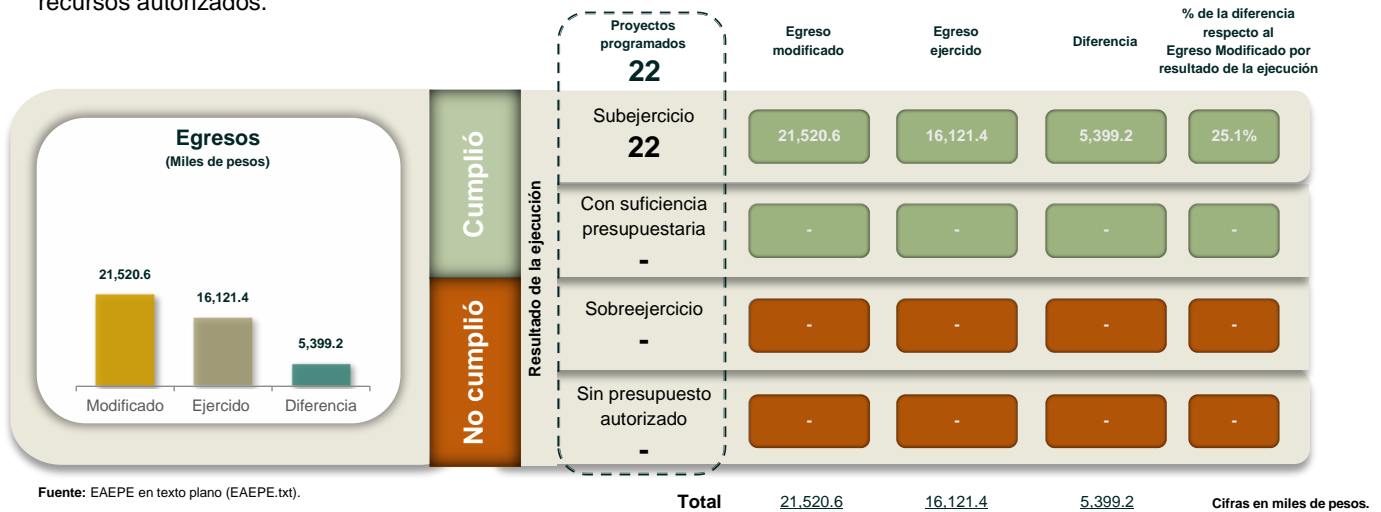 recursos autorizados.
Proyectos
programados
22
Egreso
modificado
Egreso
ejercido
Diferencia
% de la diferencia
respecto al
Egreso Modificado por
resultado de la ejecución
Egresos
(Miles de pesos)
21,520.6
16,121.4
5,399.2
Modificado
Ejercido
Diferencia
Cumplió
No cumplió
Resultado de la ejecución
Subejercicio
22
21,520.6
16,121.4
5,399.2
25.1%
Con suficiencia
presupuestaria
-
-
-
-
-
Sobreejercicio
-
-
-
-
-
Sin presupuesto
autorizado
-
-
-
-
-
Fuente: EAEPE en texto plano (EAEPE.txt).
Total 21,520.6 16,121.4 5,399.2 Cifras en miles de pesos.